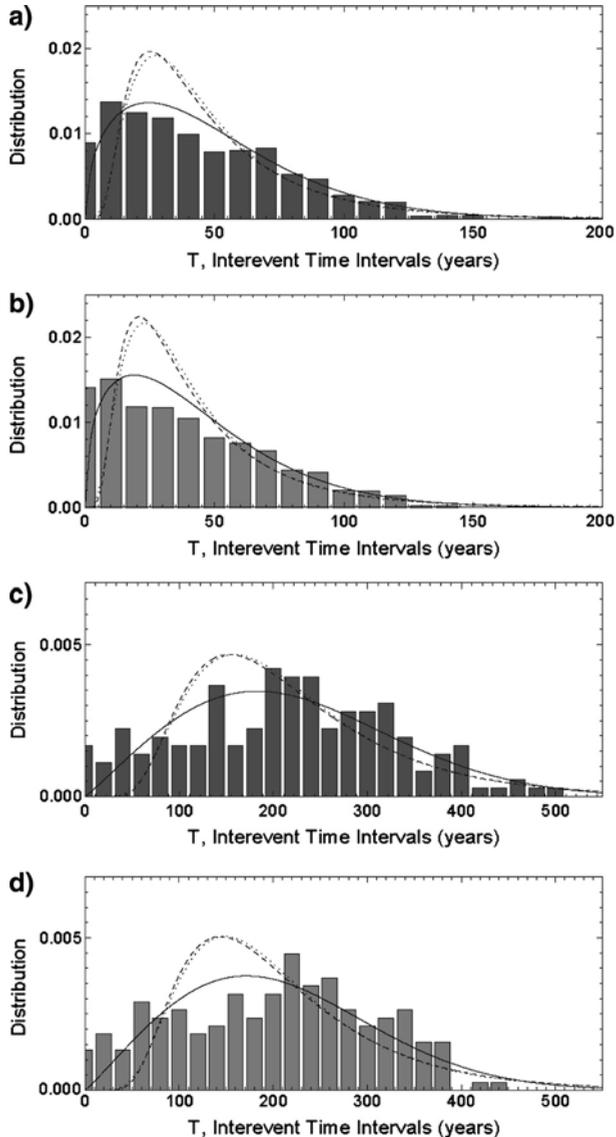 a)
0.02
0.01
0.00
Distribution
0 50 100 150 200
T, Interevent Time Intervals (years)
b)
0.02
0.01
0.00
Distribution
0 50 100 150 200
T, Interevent Time Intervals (years)
c)
0.005
0.000
Distribution
0 100 200 300 400 500
T, Interevent Time Intervals (years)
d)
0.005
0.000
Distribution
0 100 200 300 400 500
T, Interevent Time Intervals (years)